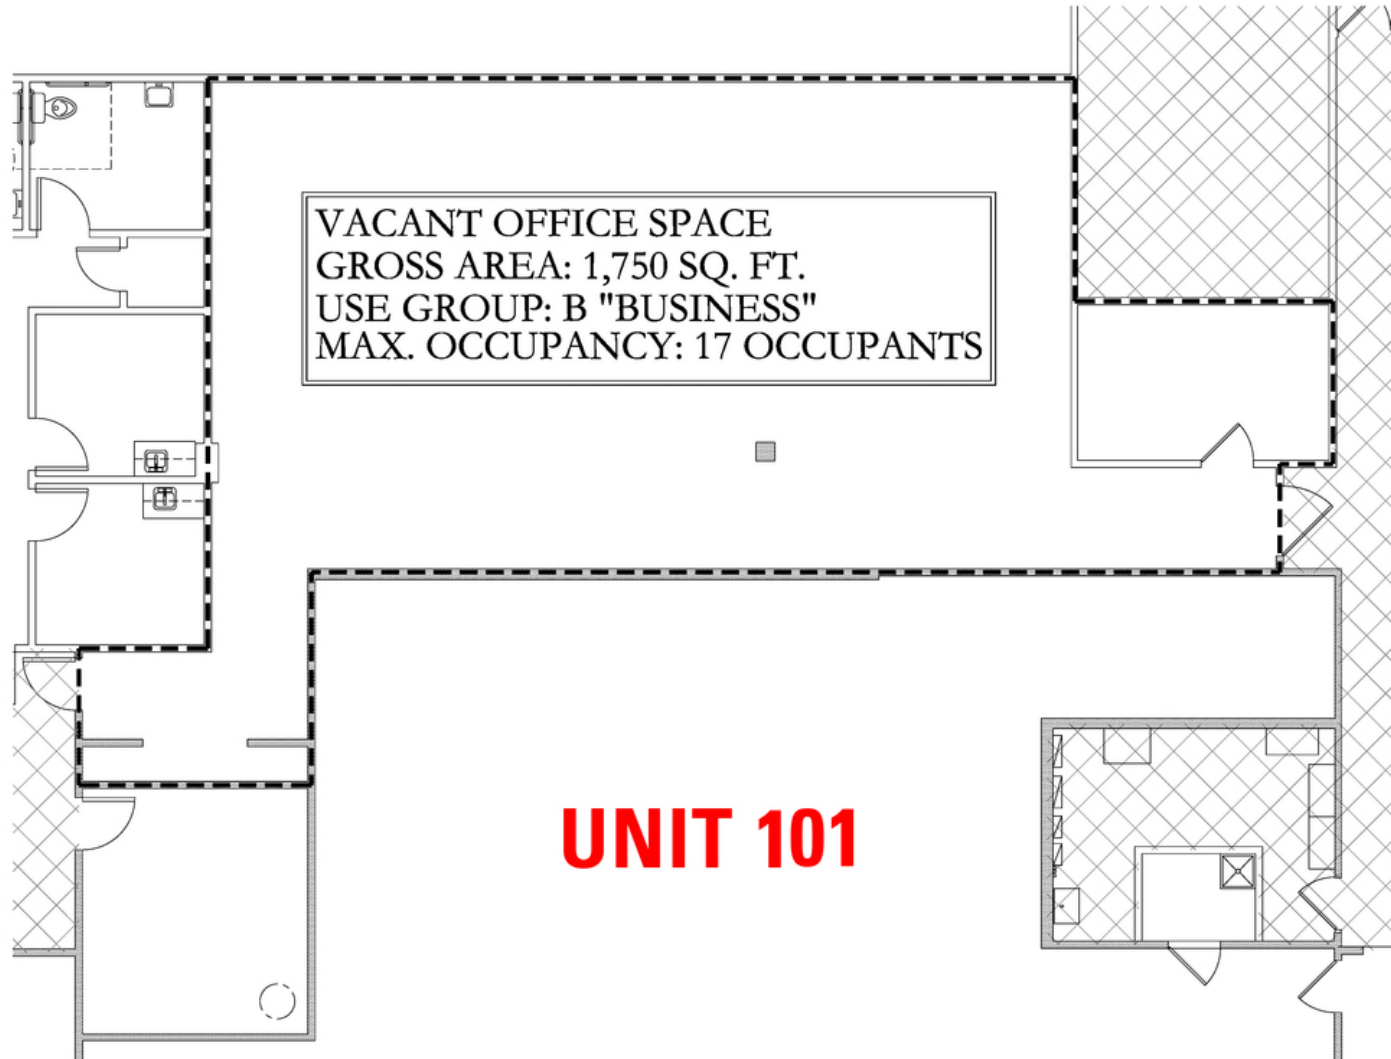 VACANT OFFICE SPACE
GROSS AREA: 1,750 SQ. FT.
USE GROUP: B "BUSINESS"
MAX. OCCUPANCY: 17 OCCUPANTS
UNIT 101